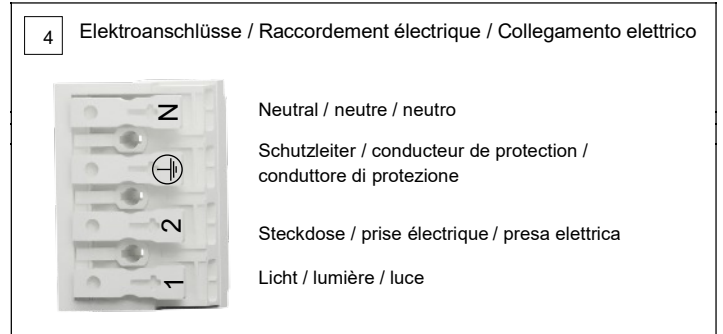 4
Elektroanschlüsse / Raccordement électrique / Collegamento elettrico
N
Neutral / neutre / neutro
Schutzleiter / conducteur de protection /
conduttore di protezione
2
Steckdose / prise électrique / presa elettrica
1
Licht / lumière / luce